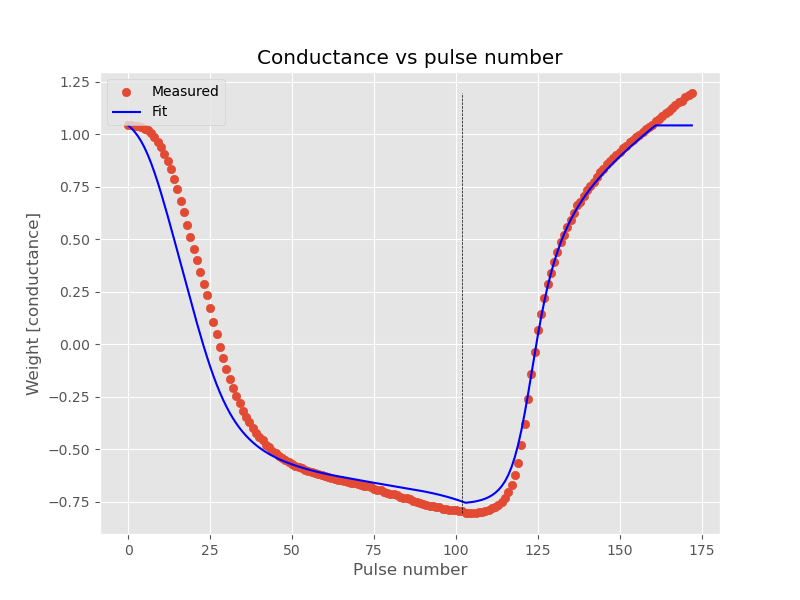 Conductance vs pulse number
Measured
Fit
1.25
1.00
0.75
0.50
0.25
0.00
−0.25
−0.50
−0.75
Weight [conductance]
0 25 50 75 100 125 150 175
Pulse number